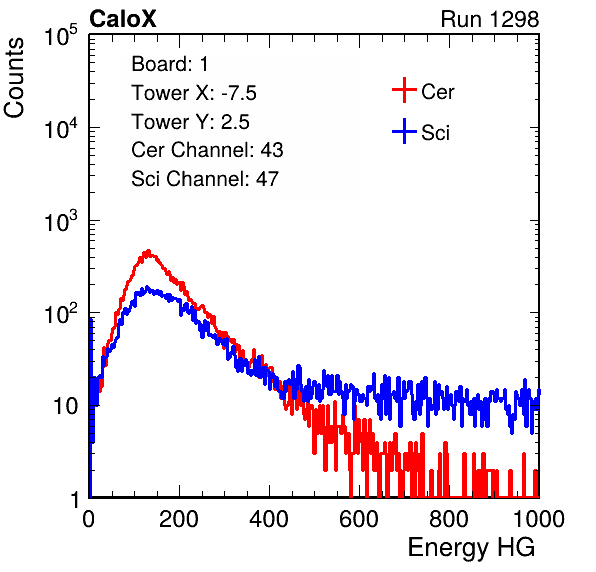 CaloX Run 1298
Counts
Board: 1
Tower X: -7.5
Tower Y: 2.5
Cer Channel: 43
Sci Channel: 47
Cer
Sci
10^5
10^4
10^3
10^2
10
1
0 200 400 600 800 1000
Energy HG